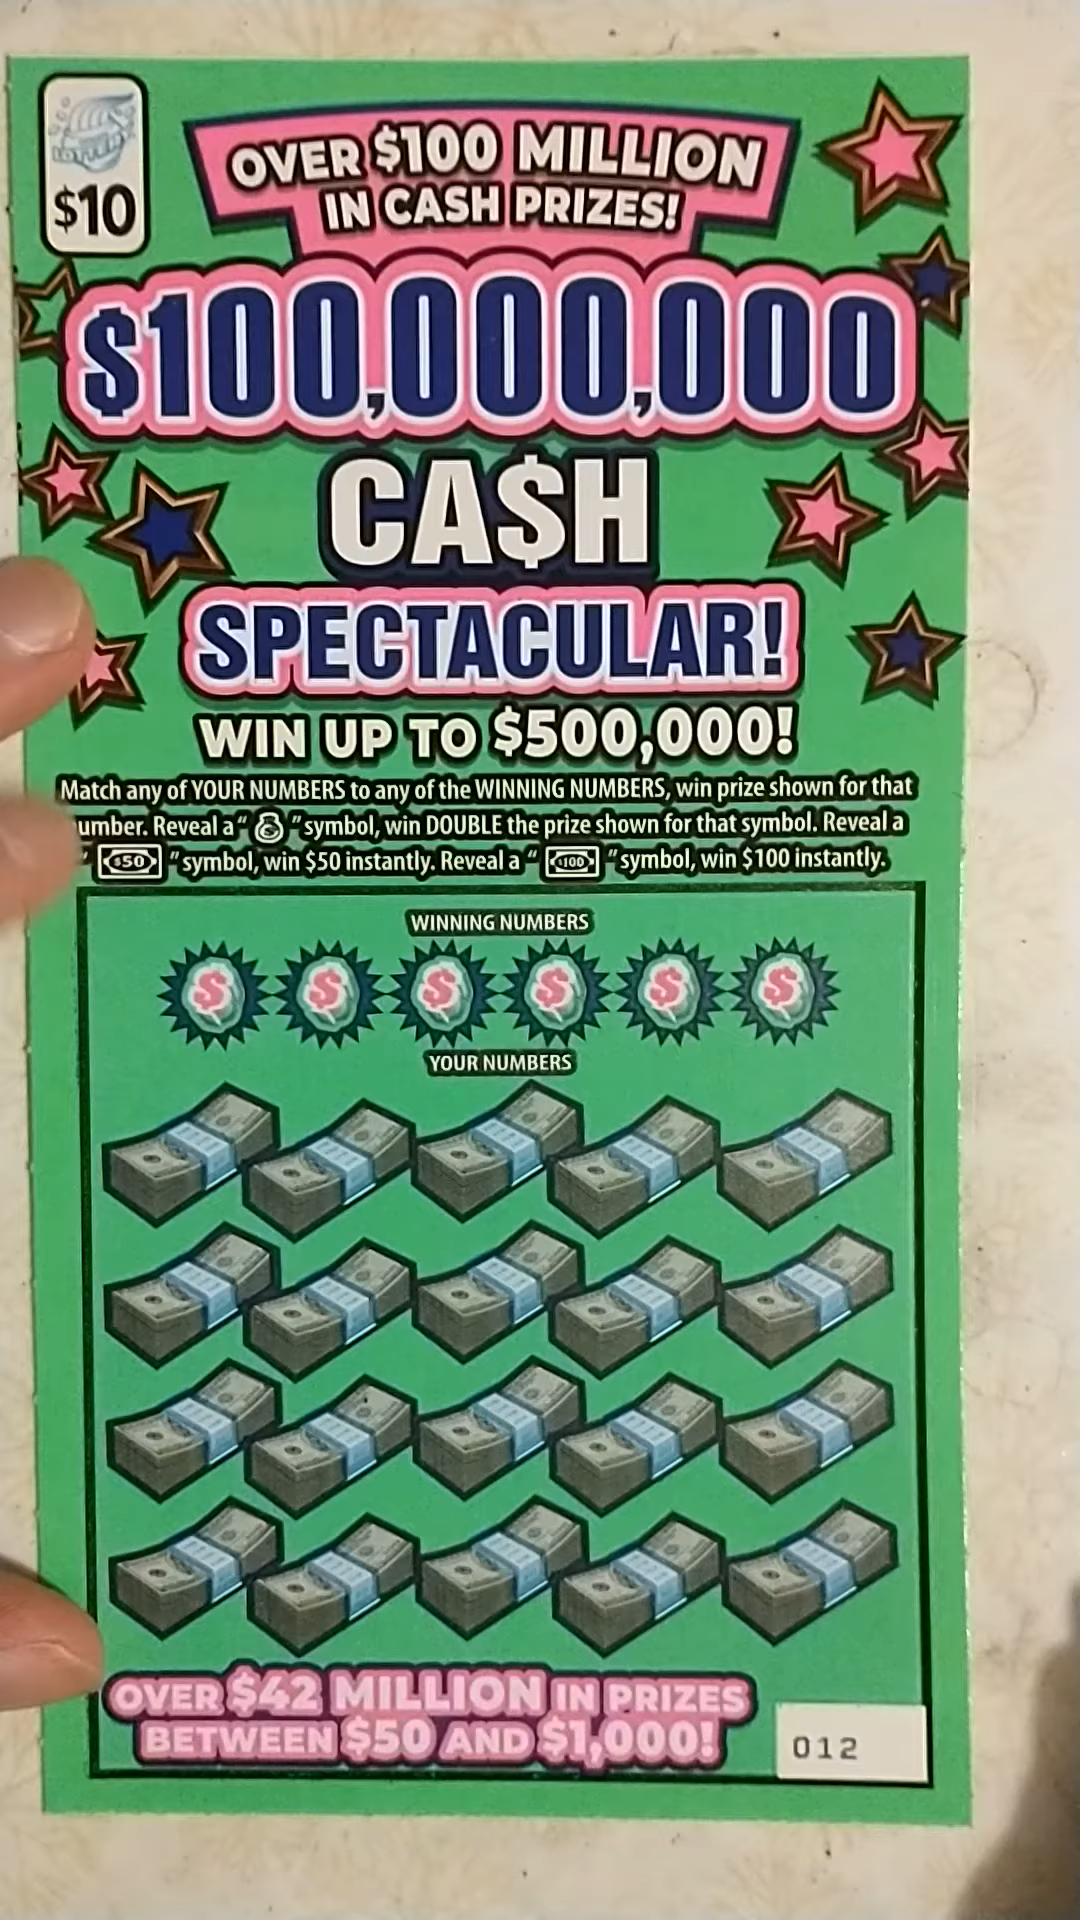 LOTTERY
$10
OVER $100 MILLION
IN CASH PRIZES!
$100,000,000
CA$H
SPECTACULAR!
WIN UP TO $500,000!
Match any of YOUR NUMBERS to any of the WINNING NUMBERS, win prize shown for that
umber. Reveal a " " symbol, win DOUBLE the prize shown for that symbol. Reveal a
" $50 " symbol, win $50 instantly. Reveal a " $100 " symbol, win $100 instantly.
WINNING NUMBERS
$ $ $ $ $ $
YOUR NUMBERS
OVER $42 MILLION IN PRIZES
BETWEEN $50 AND $1,000!
012